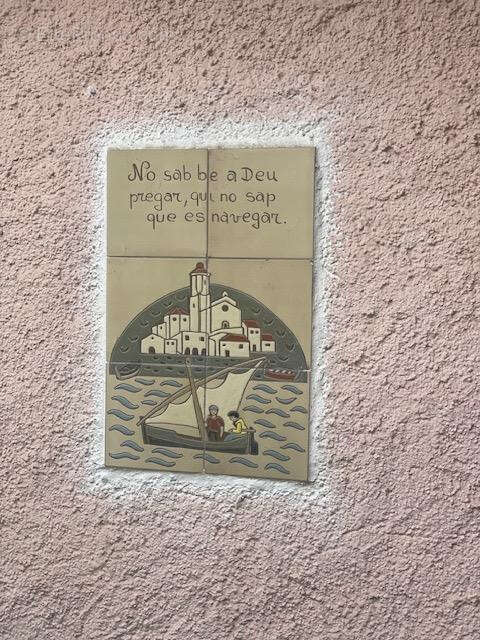 No sab be a Deu
pregar, qui no sap
que es navegar.